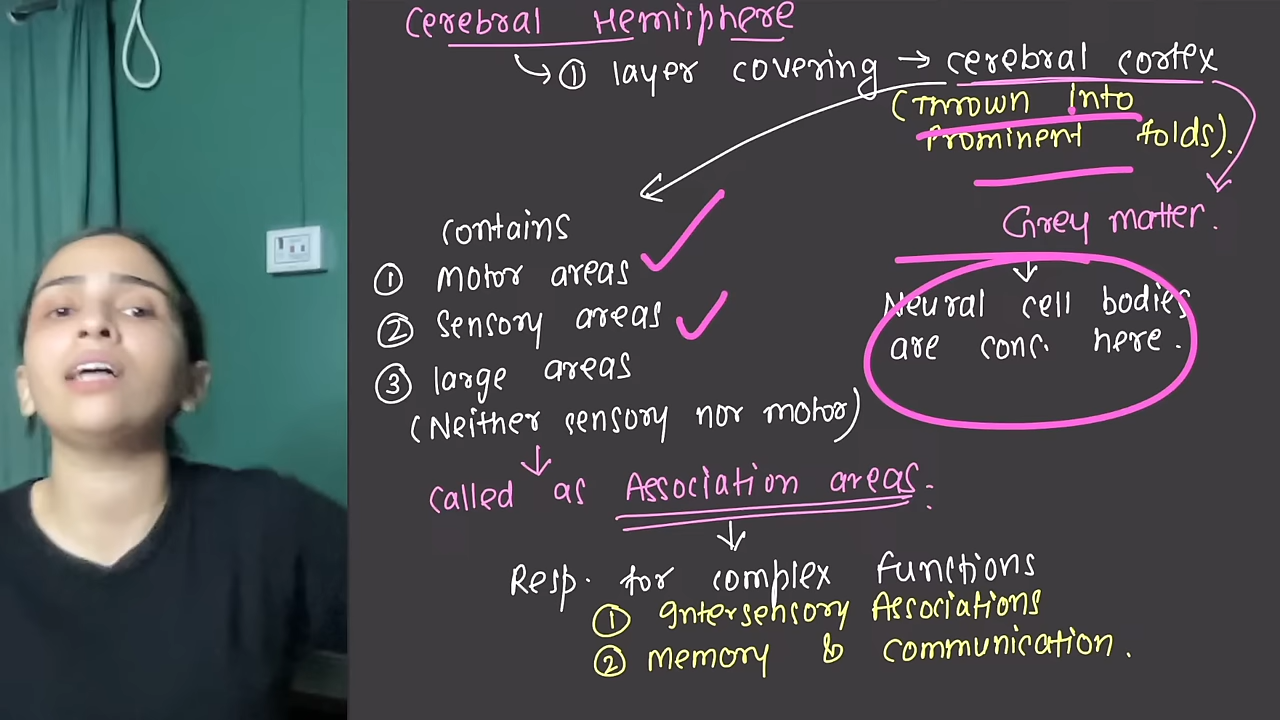 Cerebral Hemisphere
① layer covering → cerebral cortex
(Thrown into
Prominent folds).
Grey matter.
Neural cell bodies
are conc. here.
contains
① Motor areas
② Sensory areas
③ large areas
(Neither sensory nor motor)
called as Association areas.
Resp. for complex functions
① Intersensory Associations
② Memory & communication.